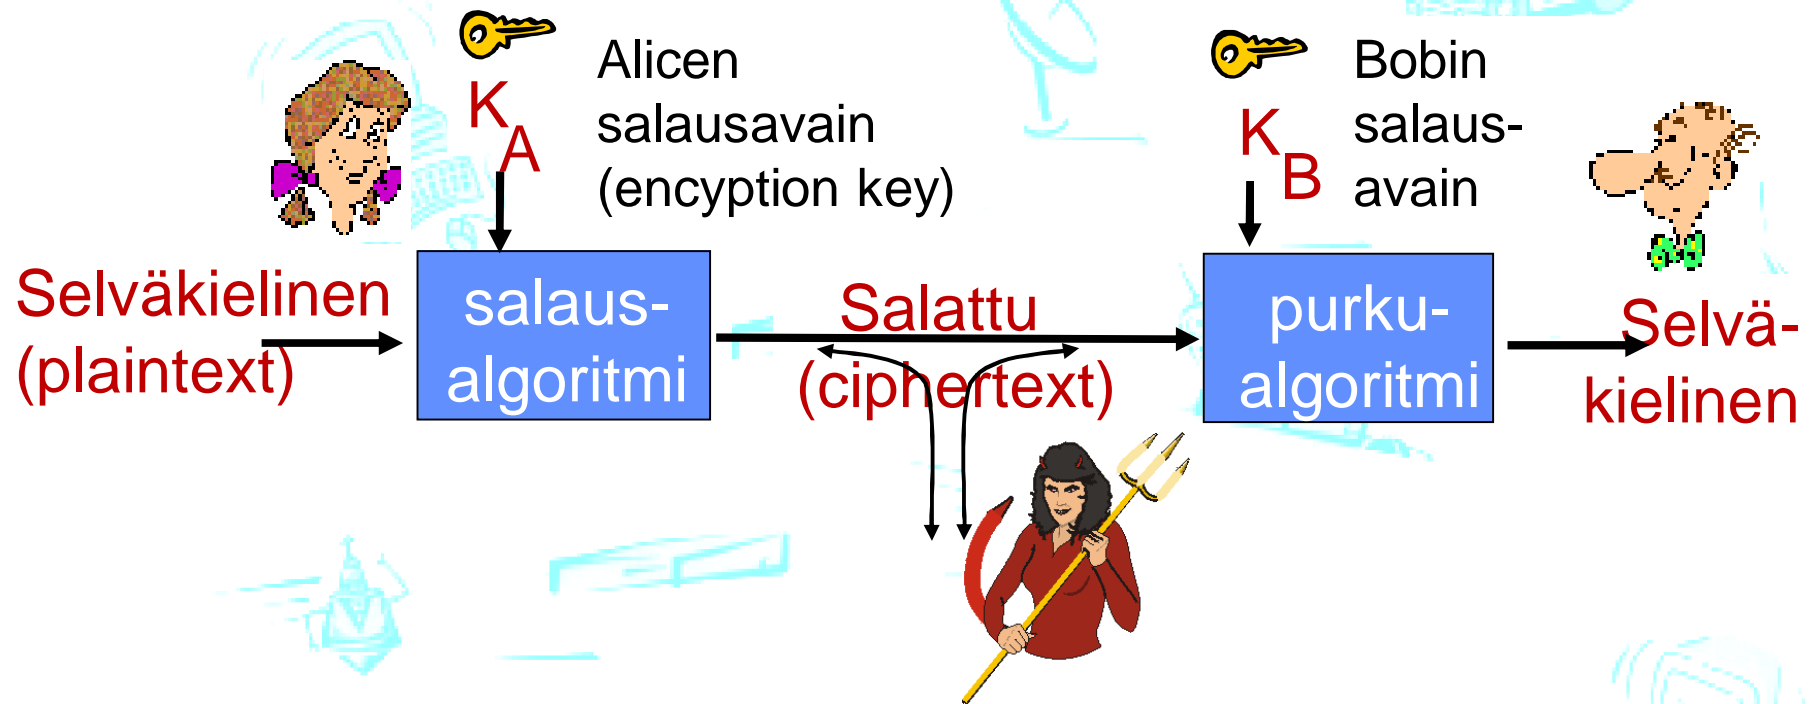 K
A
Alicen
salausavain
(encyption key)
K
B
Bobin
salaus-
avain
Selväkielinen
(plaintext)
salaus-
algoritmi
Salattu
(ciphertext)
purku-
algoritmi
Selvä-
kielinen